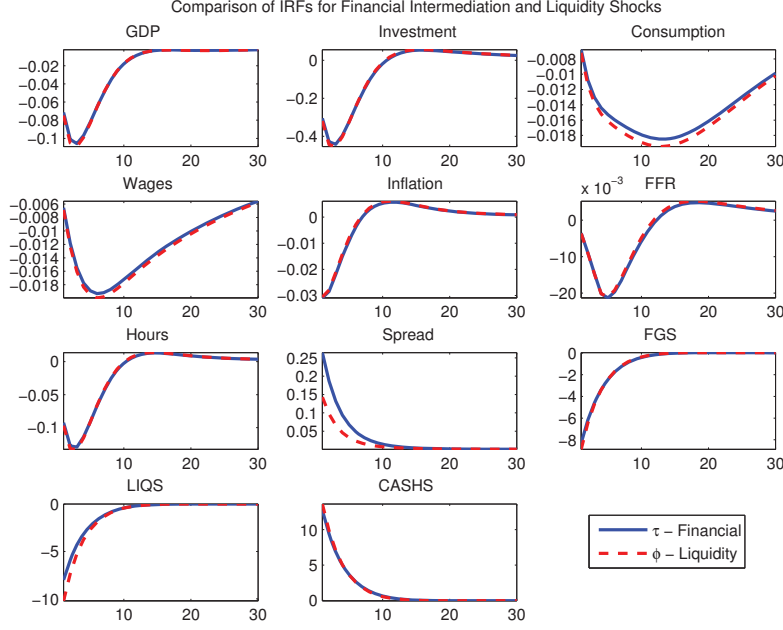 Comparison of IRFs for Financial Intermediation and Liquidity Shocks
GDP
−0.02
−0.04
−0.06
−0.08
−0.1
10 20 30
Investment
0
−0.2
−0.4
10 20 30
Consumption
−0.008
−0.01
−0.012
−0.014
−0.016
−0.018
10 20 30
Wages
−0.006
−0.008
−0.010
−0.012
−0.014
−0.016
−0.018
10 20 30
Inflation
0
−0.01
−0.02
−0.03
10 20 30
FFR
x 10⁻³
0
−10
−20
10 20 30
Hours
0
−0.05
−0.1
10 20 30
Spread
0.25
0.2
0.15
0.1
0.05
10 20 30
FGS
0
−2
−4
−6
−8
10 20 30
LIQS
0
−5
−10
10 20 30
CASHS
10
5
0
10 20 30
τ − Financial
ϕ − Liquidity